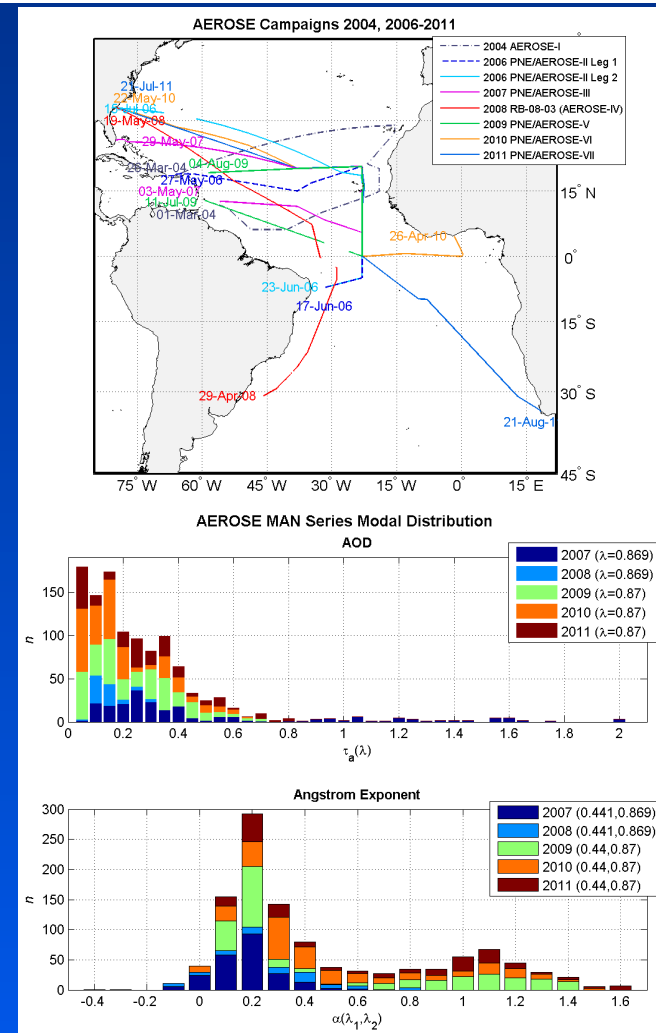 AEROSE Campaigns 2004, 2006-2011
2004 AEROSE-I
2006 PNE/AEROSE-II Leg 1
2006 PNE/AEROSE-II Leg 2
2007 PNE/AEROSE-III
2008 RB-08-03 (AEROSE-IV)
2009 PNE/AEROSE-V
2010 PNE/AEROSE-VI
2011 PNE/AEROSE-VII
21-Jul-11
22-May-10
15-Jul-06
19-May-08
29-May-07
26-Mar-04
04-Aug-09
27-May-06
03-May-07
11-Jul-09
01-Mar-04
26-Apr-10
23-Jun-06
17-Jun-06
29-Apr-08
21-Aug-1
15° N
0°
15° S
30° S
45° S
75° W 60° W 45° W 30° W 15° W 0° 15° E
AEROSE MAN Series Modal Distribution
AOD
2007 (λ=0.869)
2008 (λ=0.869)
2009 (λ=0.87)
2010 (λ=0.87)
2011 (λ=0.87)
150
100
50
0
n
0 0.2 0.4 0.6 0.8 1 1.2 1.4 1.6 1.8 2
τa(λ)
Angstrom Exponent
2007 (0.441,0.869)
2008 (0.441,0.869)
2009 (0.44,0.87)
2010 (0.44,0.87)
2011 (0.44,0.87)
300
250
200
150
100
50
0
n
-0.4 -0.2 0 0.2 0.4 0.6 0.8 1 1.2 1.4 1.6
α(λ1,λ2)